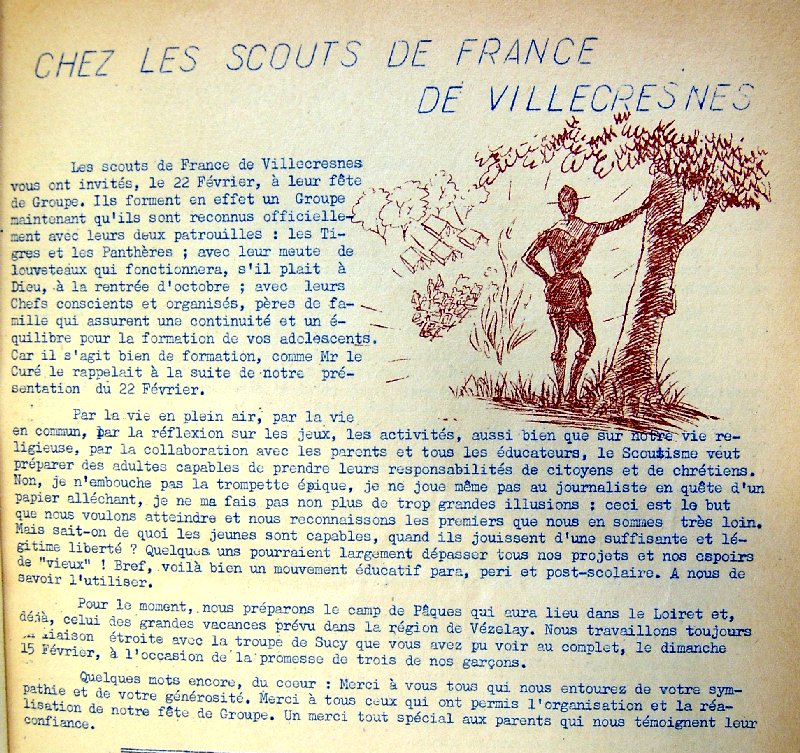 CHEZ LES SCOUTS DE FRANCE
DE VILLECRESNES
Les scouts de France de Villecresnes
vous ont invités, le 22 Février, à leur fête
de Groupe. Ils forment en effet un Groupe
maintenant qu'ils sont reconnus officielle-
ment avec leurs deux patrouilles : les Ti-
gres et les Panthères ; avec leur meute de
louveteaux qui fonctionnera, s'il plait à
Dieu, à la rentrée d'octobre ; avec leurs
Chefs conscients et organisés, pères de fa-
mille qui assurent une continuité et un é-
quilibre pour la formation de vos adolescents.
Car il s'agit bien de formation, comme Mr le
Curé le rappelait à la suite de notre pré-
sentation du 22 Février.
Par la vie en plein air, par la vie
en commun, par la réflexion sur les jeux, les activités, aussi bien que sur notre vie re-
ligieuse, par la collaboration avec les parents et tous les éducateurs, le Scoutisme veut
préparer des adultes capables de prendre leurs responsabilités de citoyens et de chrétiens.
Non, je n'embouche pas la trompette épique, je ne joue même pas au journaliste en quête d'un
papier alléchant, je ne ma fais pas non plus de trop grandes illusions : ceci est le but
que nous voulons atteindre et nous reconnaissons les premiers que nous en sommes très loin.
Mais sait-on de quoi les jeunes sont capables, quand ils jouissent d'une suffisante et lé-
gitime liberté ? Quelques uns pourraient largement dépasser tous nos projets et nos espoirs
de "vieux" ! Bref, voilà bien un mouvement éducatif para, peri et post-scolaire. A nous de
savoir l'utiliser.
Pour le moment, nous préparons le camp de Pâques qui aura lieu dans le Loiret et,
déjà, celui des grandes vacances prévu dans la région de Vézelay. Nous travaillons toujours
en liaison étroite avec la troupe de Sucy que vous avez pu voir au complet, le dimanche
15 Février, à l'occasion de la promesse de trois de nos garçons.
Quelques mots encore, du coeur : Merci à vous tous qui nous entourez de votre sym-
pathie et de votre générosité. Merci à tous ceux qui ont permis l'organisation et la réa-
lisation de notre fête de Groupe. Un merci tout spécial aux parents qui nous témoignent leur
confiance.